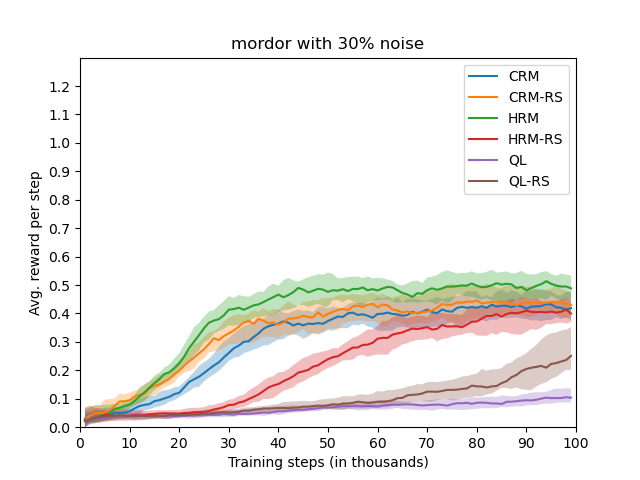 mordor with 30% noise
Avg. reward per step
1.2
1.1
1.0
0.9
0.8
0.7
0.6
0.5
0.4
0.3
0.2
0.1
0.0
CRM
CRM-RS
HRM
HRM-RS
QL
QL-RS
0 10 20 30 40 50 60 70 80 90 100
Training steps (in thousands)